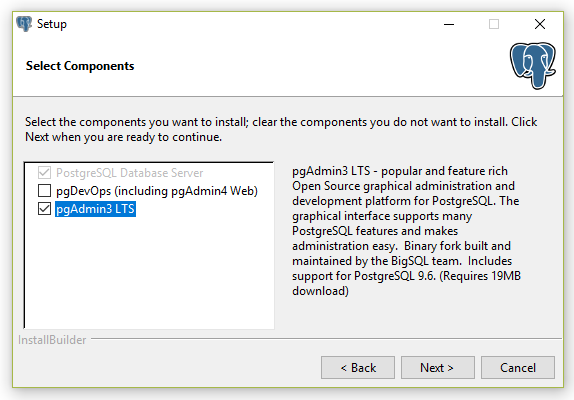 Setup
Select Components
Select the components you want to install; clear the components you do not want to install. Click
Next when you are ready to continue.
PostgreSQL Database Server
pgDevOps (including pgAdmin4 Web)
pgAdmin3 LTS
pgAdmin3 LTS - popular and feature rich
Open Source graphical administration and
development platform for PostgreSQL. The
graphical interface supports many
PostgreSQL features and makes
administration easy.  Binary fork built and
maintained by the BigSQL team.  Includes
support for PostgreSQL 9.6. (Requires 19MB
download)
InstallBuilder
< Back
Next >
Cancel